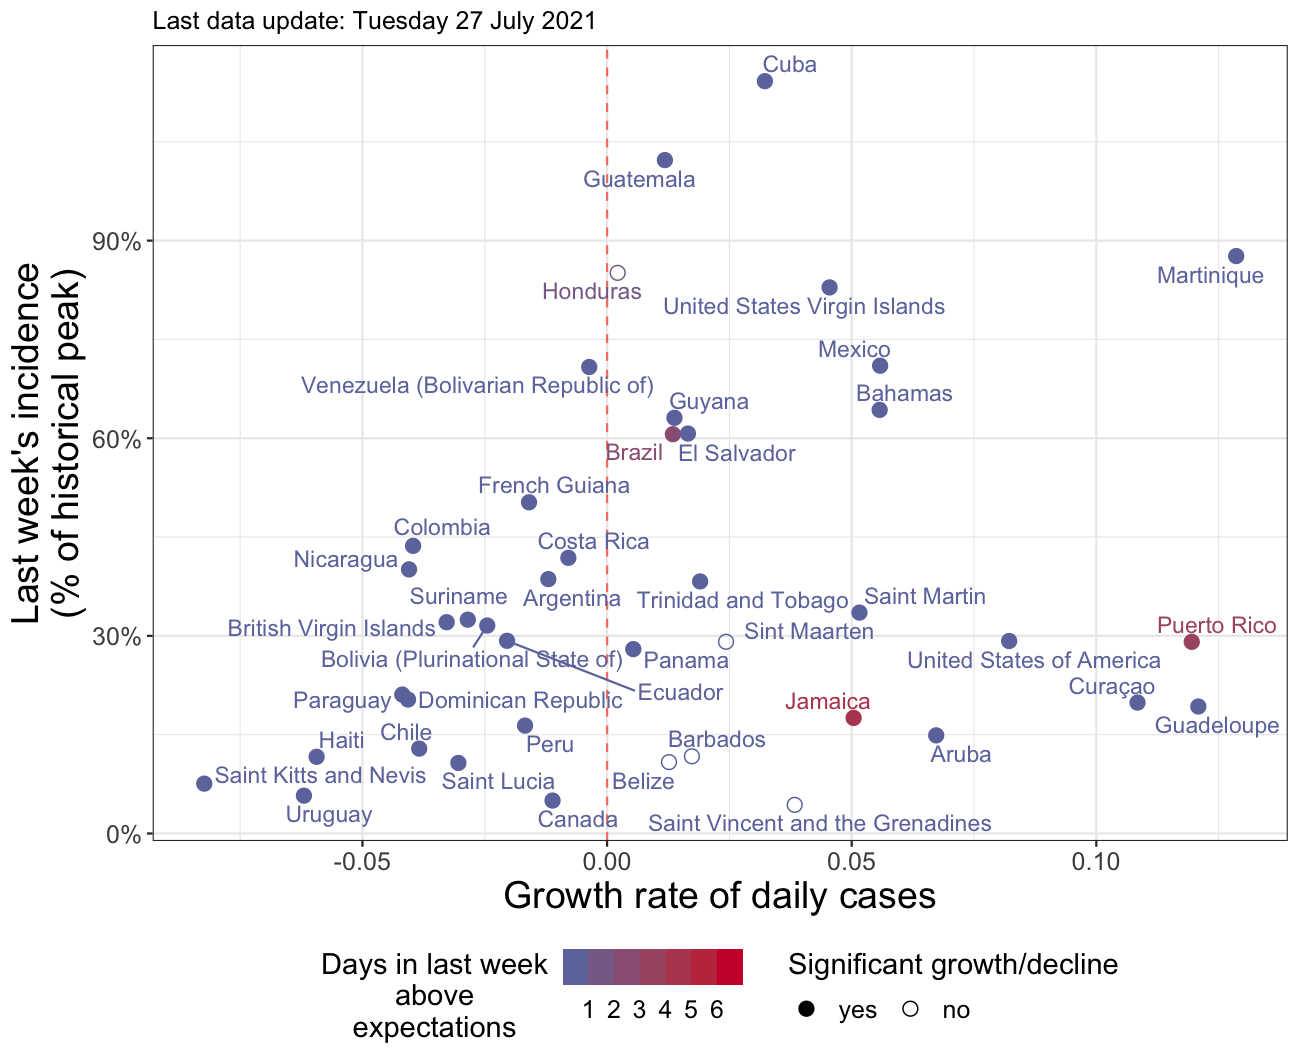 Last data update: Tuesday 27 July 2021
Cuba
Guatemala
90%
Martinique
Honduras
United States Virgin Islands
Mexico
Venezuela (Bolivarian Republic of)
Bahamas
Guyana
60%
Brazil
El Salvador
French Guiana
Colombia
Costa Rica
Nicaragua
Suriname
Argentina
Trinidad and Tobago
Saint Martin
British Virgin Islands
30%
Sint Maarten
Puerto Rico
Bolivia (Plurinational State of)
Panama
United States of America
Ecuador
Curaçao
Paraguay
Dominican Republic
Jamaica
Guadeloupe
Chile
Haiti
Peru
Barbados
Aruba
Saint Kitts and Nevis
Saint Lucia
Belize
Uruguay
Canada
Saint Vincent and the Grenadines
0%
Last week's incidence
(% of historical peak)
-0.05
0.00
0.05
0.10
Growth rate of daily cases
Days in last week
above
expectations
1 2 3 4 5 6
Significant growth/decline
yes
no